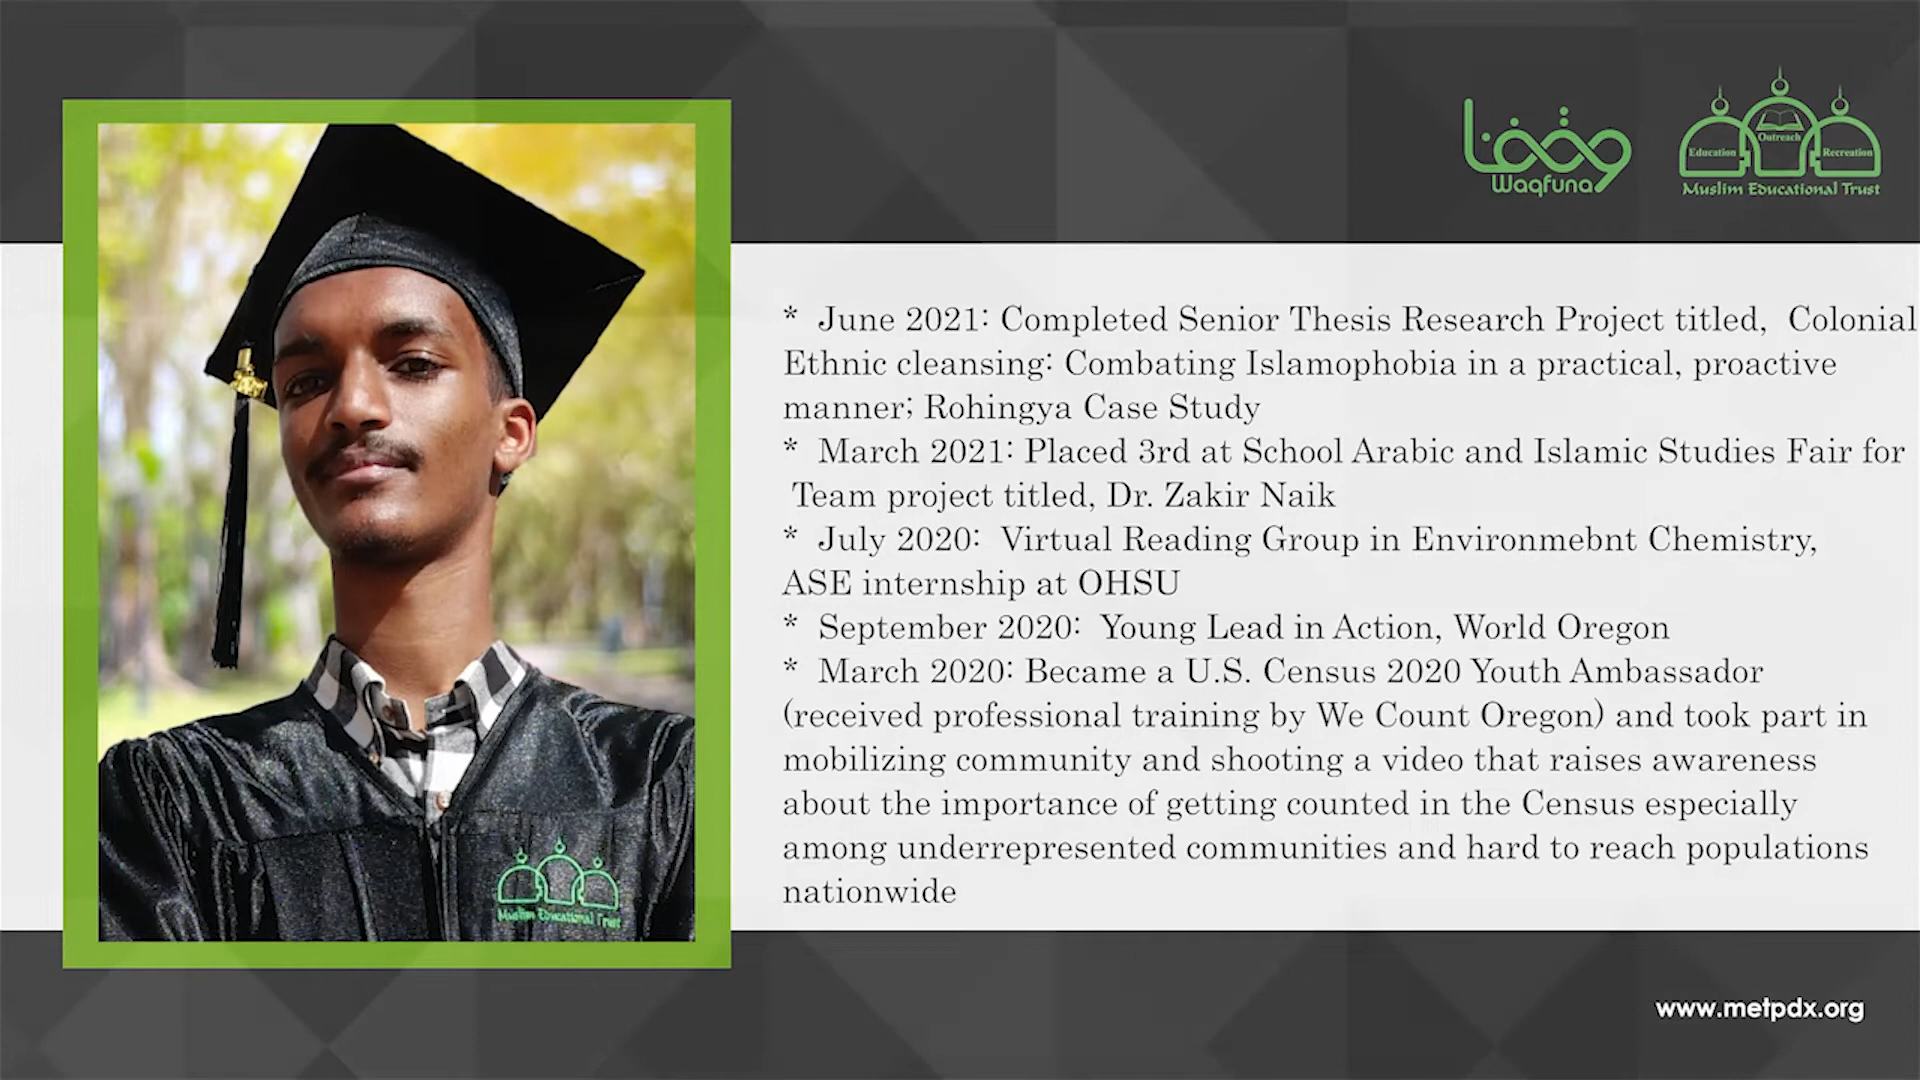 وقفنا
Waqfuna
Education
Outreach
Recreation
Muslim Educational Trust
* June 2021: Completed Senior Thesis Research Project titled, Colonial
Ethnic cleansing: Combating Islamophobia in a practical, proactive
manner; Rohingya Case Study
* March 2021: Placed 3rd at School Arabic and Islamic Studies Fair for
Team project titled, Dr. Zakir Naik
* July 2020: Virtual Reading Group in Environmebnt Chemistry,
ASE internship at OHSU
* September 2020: Young Lead in Action, World Oregon
* March 2020: Became a U.S. Census 2020 Youth Ambassador
(received professional training by We Count Oregon) and took part in
mobilizing community and shooting a video that raises awareness
about the importance of getting counted in the Census especially
among underrepresented communities and hard to reach populations
nationwide
Muslim Educational Trust
www.metpdx.org